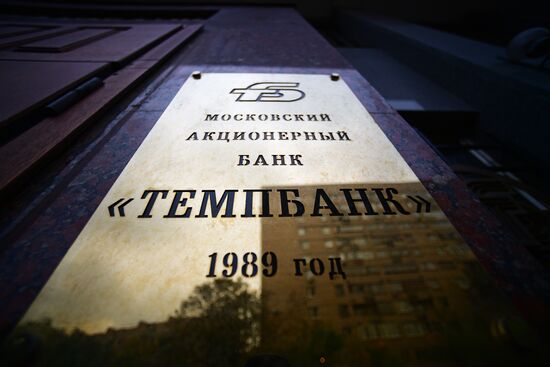 МОСКОВСКИЙ
АКЦИОНЕРНЫЙ
БАНК
«ТЕМПБАНК»
1989 ГОД